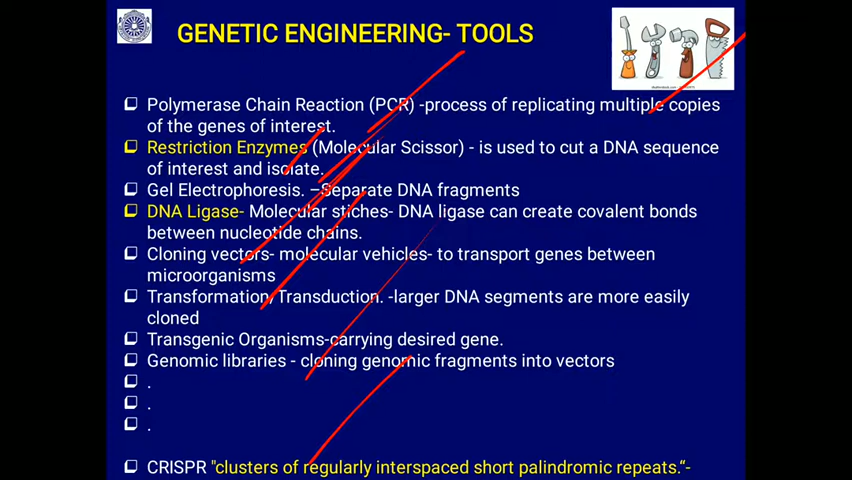 GENETIC ENGINEERING- TOOLS
Polymerase Chain Reaction (PCR) -process of replicating multiple copies
of the genes of interest.
Restriction Enzymes (Molecular Scissor) - is used to cut a DNA sequence
of interest and isolate.
Gel Electrophoresis. –Separate DNA fragments
DNA Ligase- Molecular stiches- DNA ligase can create covalent bonds
between nucleotide chains.
Cloning vectors- molecular vehicles- to transport genes between
microorganisms
Transformation/Transduction. -larger DNA segments are more easily
cloned
Transgenic Organisms-carrying desired gene.
Genomic libraries - cloning genomic fragments into vectors
.
.
.
CRISPR "clusters of regularly interspaced short palindromic repeats.“-